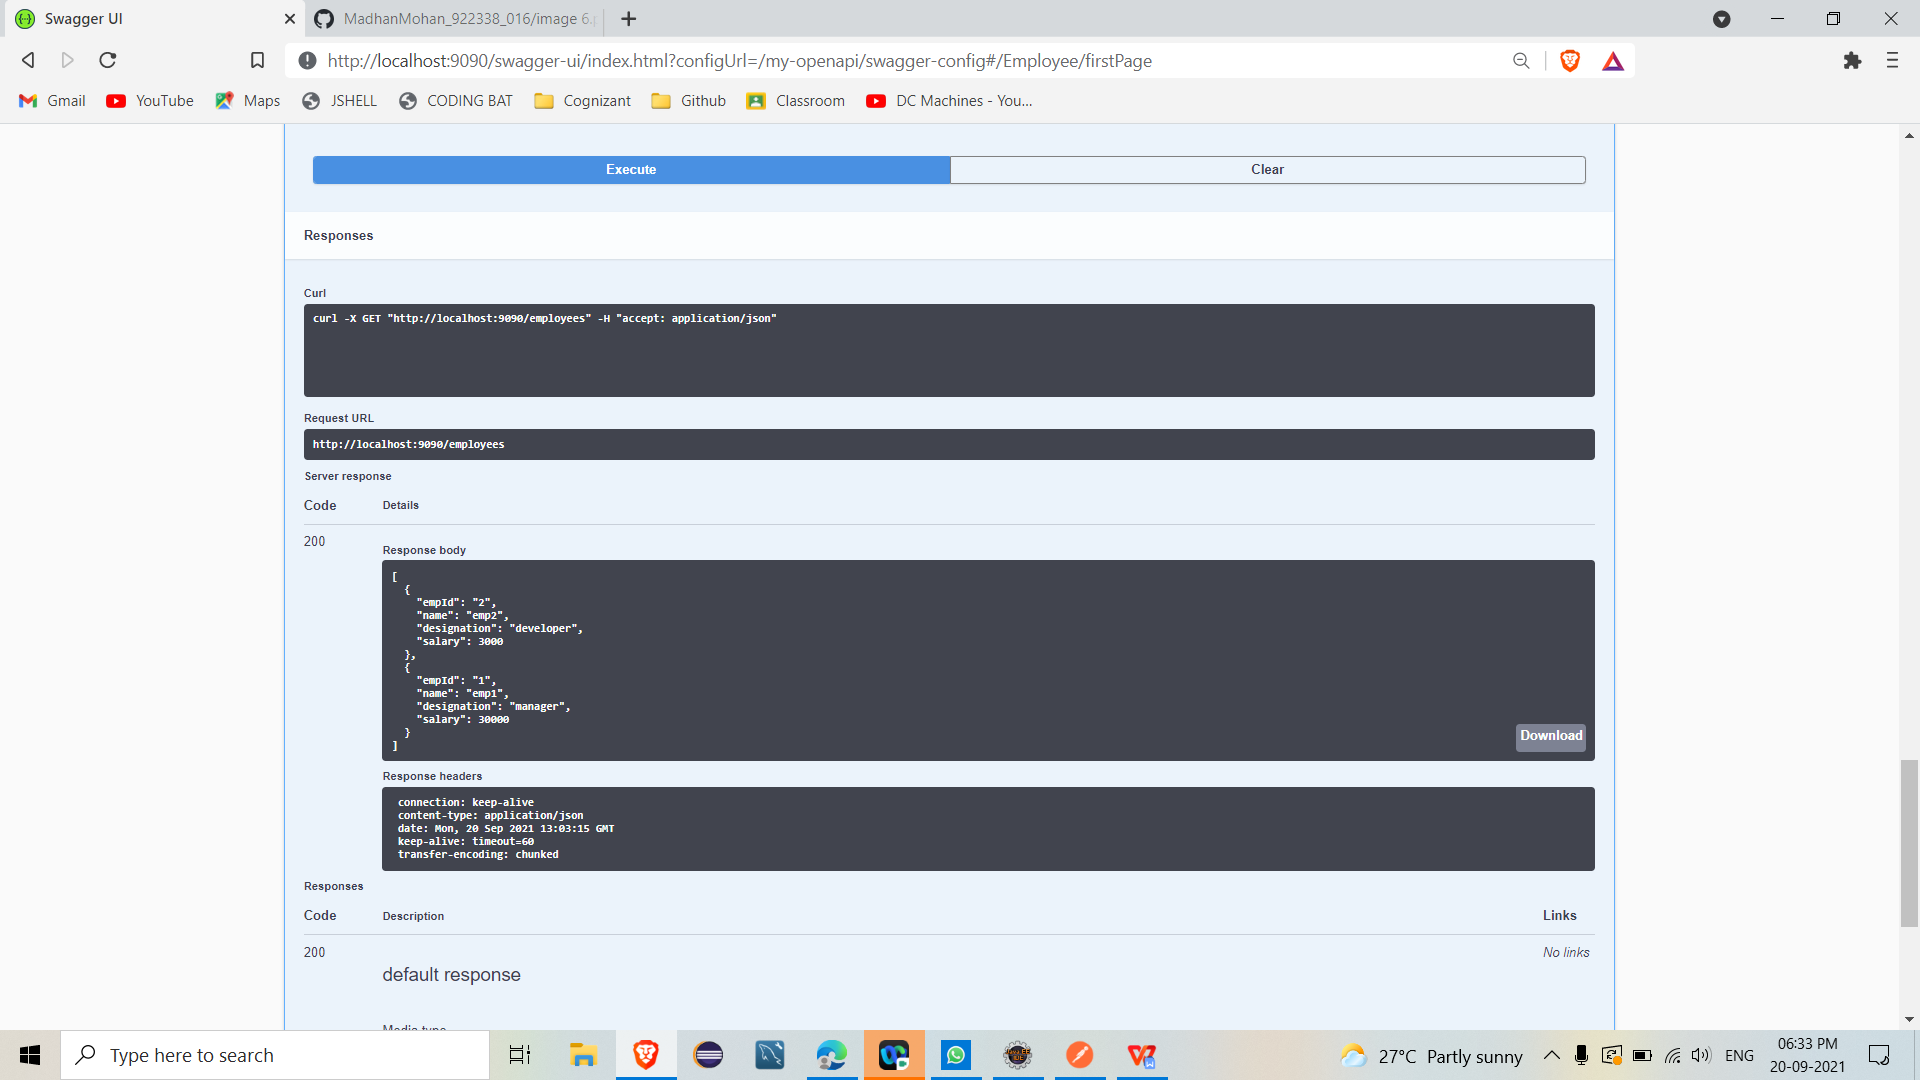 Swagger UI
MadhanMohan_922338_016/image 6.p
http://localhost:9090/swagger-ui/index.html?configUrl=/my-openapi/swagger-config#/Employee/firstPage
Gmail
YouTube
Maps
JSHELL
CODING BAT
Cognizant
Github
Classroom
DC Machines - You...
Execute
Clear
Responses
Curl
curl -X GET "http://localhost:9090/employees" -H "accept: application/json"
Request URL
http://localhost:9090/employees
Server response
Code
Details
200
Response body
[
{
"empId": "2",
"name": "emp2",
"designation": "developer",
"salary": 3000
},
{
"empId": "1",
"name": "emp1",
"designation": "manager",
"salary": 30000
}
]
Download
Response headers
connection: keep-alive
content-type: application/json
date: Mon, 20 Sep 2021 13:03:15 GMT
keep-alive: timeout=60
transfer-encoding: chunked
Responses
Code
Description
Links
200
No links
default response
Media type
Type here to search
27°C Partly sunny
ENG
06:33 PM
20-09-2021